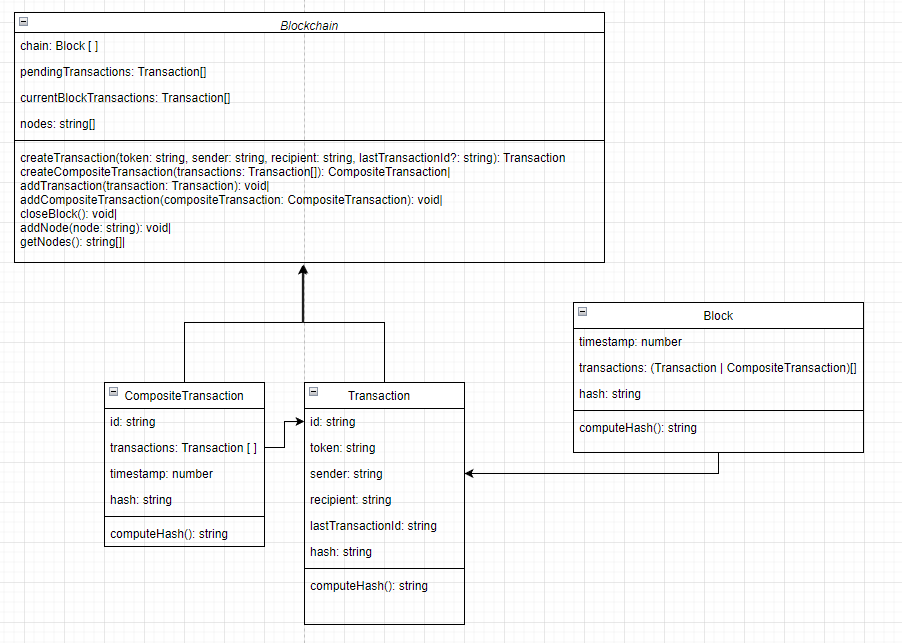 Blockchain
chain: Block [ ]
pendingTransactions: Transaction[]
currentBlockTransactions: Transaction[]
nodes: string[]
createTransaction(token: string, sender: string, recipient: string, lastTransactionId?: string): Transaction
createCompositeTransaction(transactions: Transaction[]): CompositeTransaction|
addTransaction(transaction: Transaction): void|
addCompositeTransaction(compositeTransaction: CompositeTransaction): void|
closeBlock(): void|
addNode(node: string): void|
getNodes(): string[]|
Block
timestamp: number
transactions: (Transaction | CompositeTransaction)[]
hash: string
computeHash(): string
CompositeTransaction
id: string
transactions: Transaction [ ]
timestamp: number
hash: string
computeHash(): string
Transaction
id: string
token: string
sender: string
recipient: string
lastTransactionId: string
hash: string
computeHash(): string